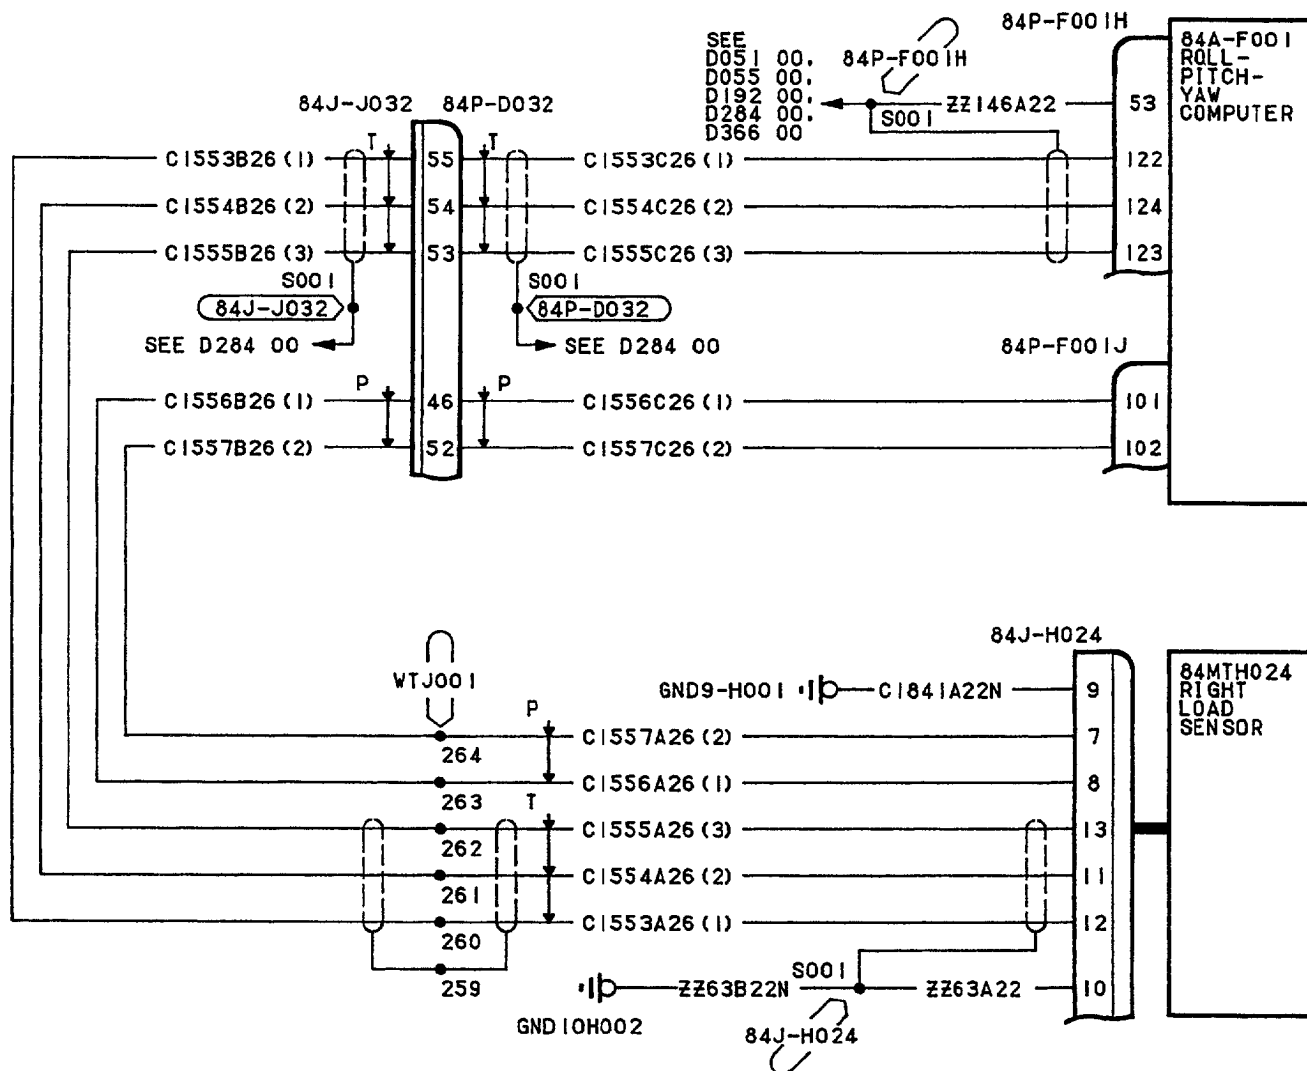 84P-F001H
SEE
D051 00,
D055 00,
D192 00,
D284 00,
D366 00
84P-F001H
S001
ZZ146A22
53
84A-F001
ROLL-
PITCH-
YAW
COMPUTER
84J-J032 84P-D032
C1553B26 (1) T 55 T C1553C26 (1) 122
C1554B26 (2) 54 C1554C26 (2) 124
C1555B26 (3) 53 C1555C26 (3) 123
S001 S001
84J-J032 84P-D032
SEE D284 00 SEE D284 00
84P-F001J
C1556B26 (1) P 46 P C1556C26 (1) 101
C1557B26 (2) 52 C1557C26 (2) 102
84J-H024
WTJ001
GND9-H001 C1841A22N 9
84MTH024
RIGHT
LOAD
SENSOR
P
264 C1557A26 (2) 7
263 C1556A26 (1) 8
T
262 C1555A26 (3) 13
261 C1554A26 (2) 11
260 C1553A26 (1) 12
259
S001
GND10H002 ZZ63B22N ZZ63A22 10
84J-H024